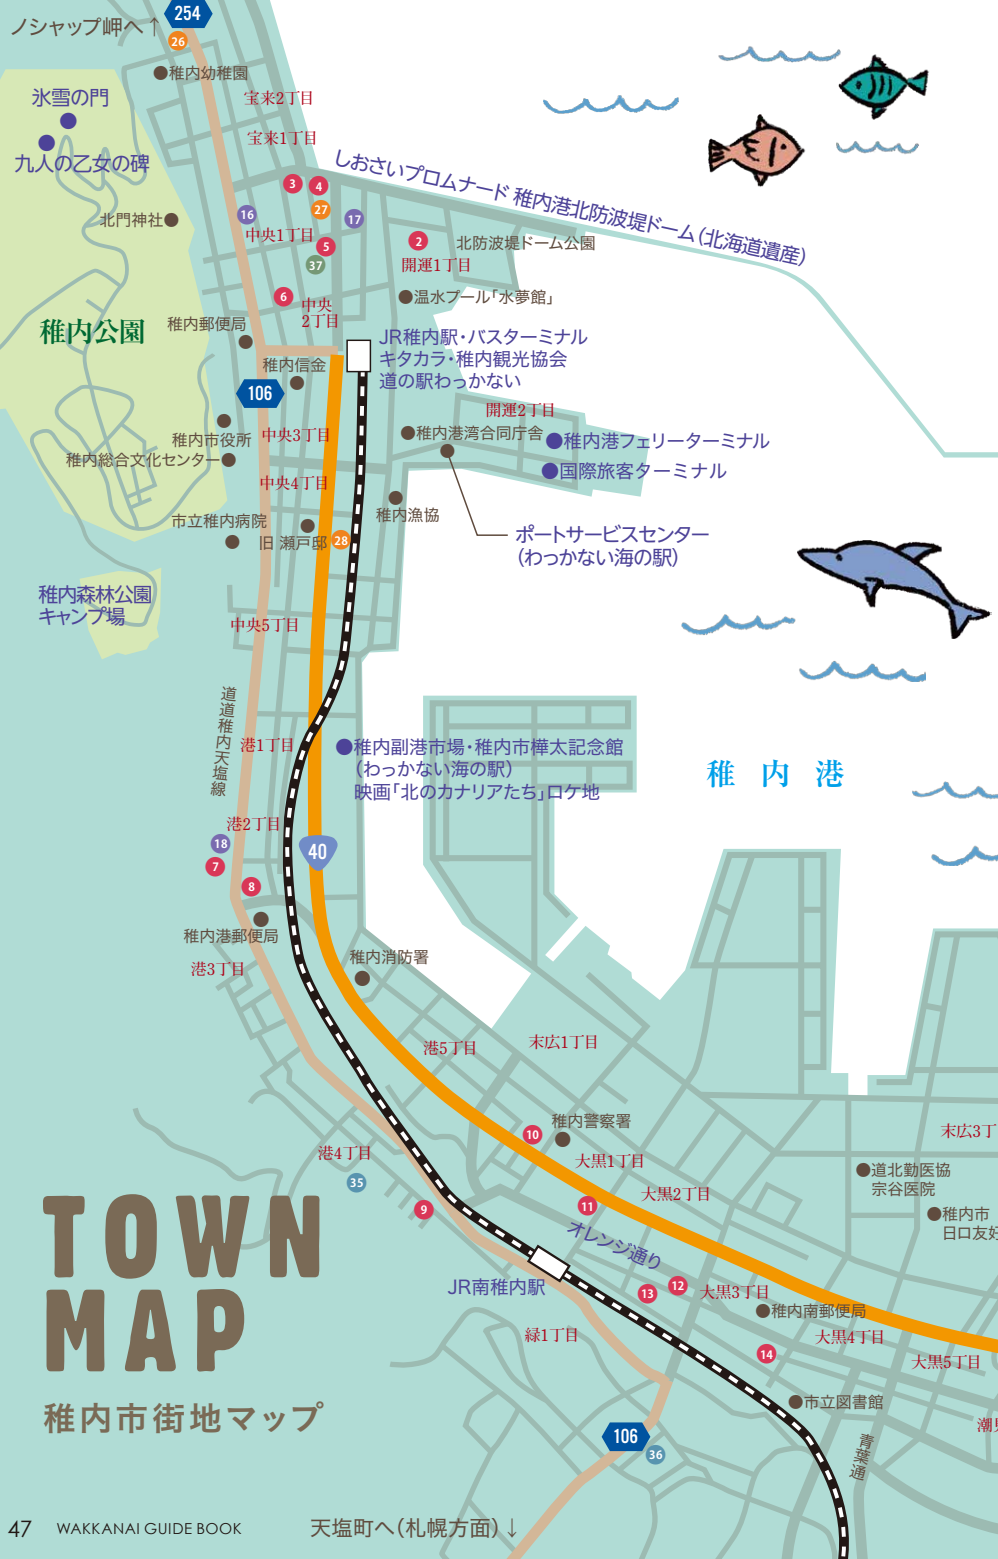 ノシャップ岬へ↑
254
26
稚内幼稚園
宝来2丁目
氷雪の門
宝来1丁目
九人の乙女の碑
しおさいプロムナード 稚内港北防波堤ドーム(北海道遺産)
3
4
27
16
17
北門神社
中央1丁目
5
2
北防波堤ドーム公園
37
開運1丁目
6
中央
2丁目
温水プール「水夢館」
稚内公園
稚内郵便局
JR稚内駅・バスターミナル
キタカラ・稚内観光協会
道の駅わっかない
稚内信金
106
開運2丁目
稚内市役所
中央3丁目
稚内港湾合同庁舎
稚内港フェリーターミナル
稚内総合文化センター
国際旅客ターミナル
中央4丁目
稚内漁協
市立稚内病院
旧 瀬戸邸
28
ポートサービスセンター
(わっかない海の駅)
稚内森林公園
キャンプ場
中央5丁目
道道稚内天塩線
港1丁目
稚内副港市場・稚内市樺太記念館
(わっかない海の駅)
映画「北のカナリアたち」ロケ地
稚内港
港2丁目
18
40
7
8
稚内港郵便局
稚内消防署
港3丁目
港5丁目
末広1丁目
10
稚内警察署
末広3丁
港4丁目
大黒1丁目
道北勤医協
宗谷医院
35
大黒2丁目
9
11
稚内市
日ロ友好
オレンジ通り
TOWN
MAP
稚内市街地マップ
JR南稚内駅
13
12
大黒3丁目
稚内南郵便局
緑1丁目
大黒4丁目
14
大黒5丁目
市立図書館
潮見
106
36
青葉通
47
WAKKANAI GUIDE BOOK
天塩町へ(札幌方面)↓